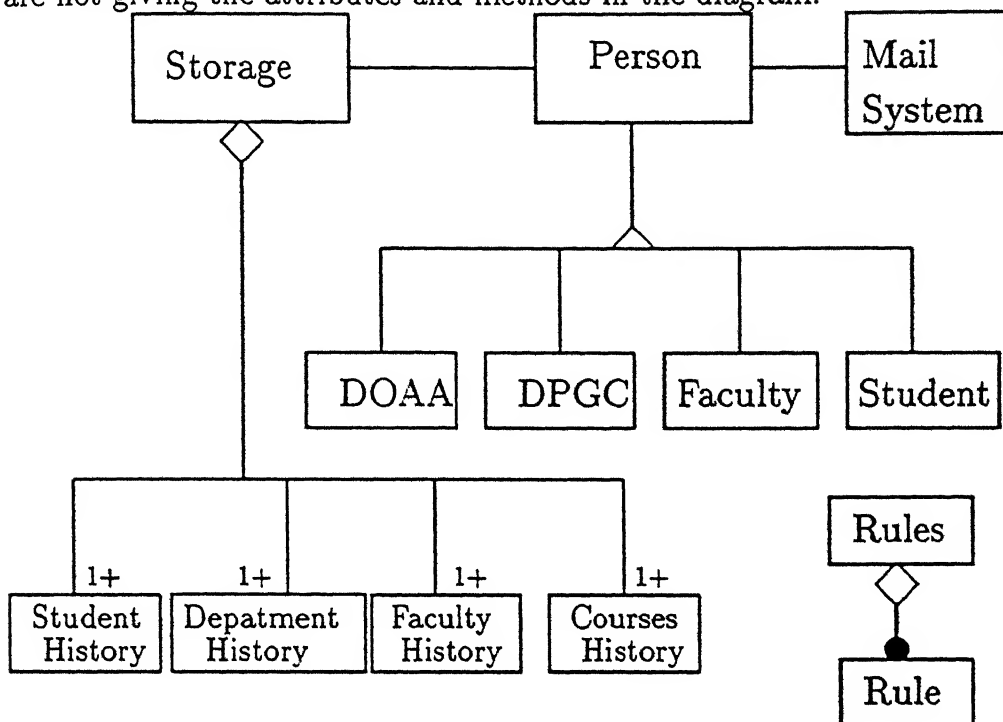 are not giving the attributes and methods in the diagram.
Storage
Person
Mail
System
DOAA
DPGC
Faculty
Student
Rules
1+
1+
1+
1+
Student
History
Depatment
History
Faculty
History
Courses
History
Rule